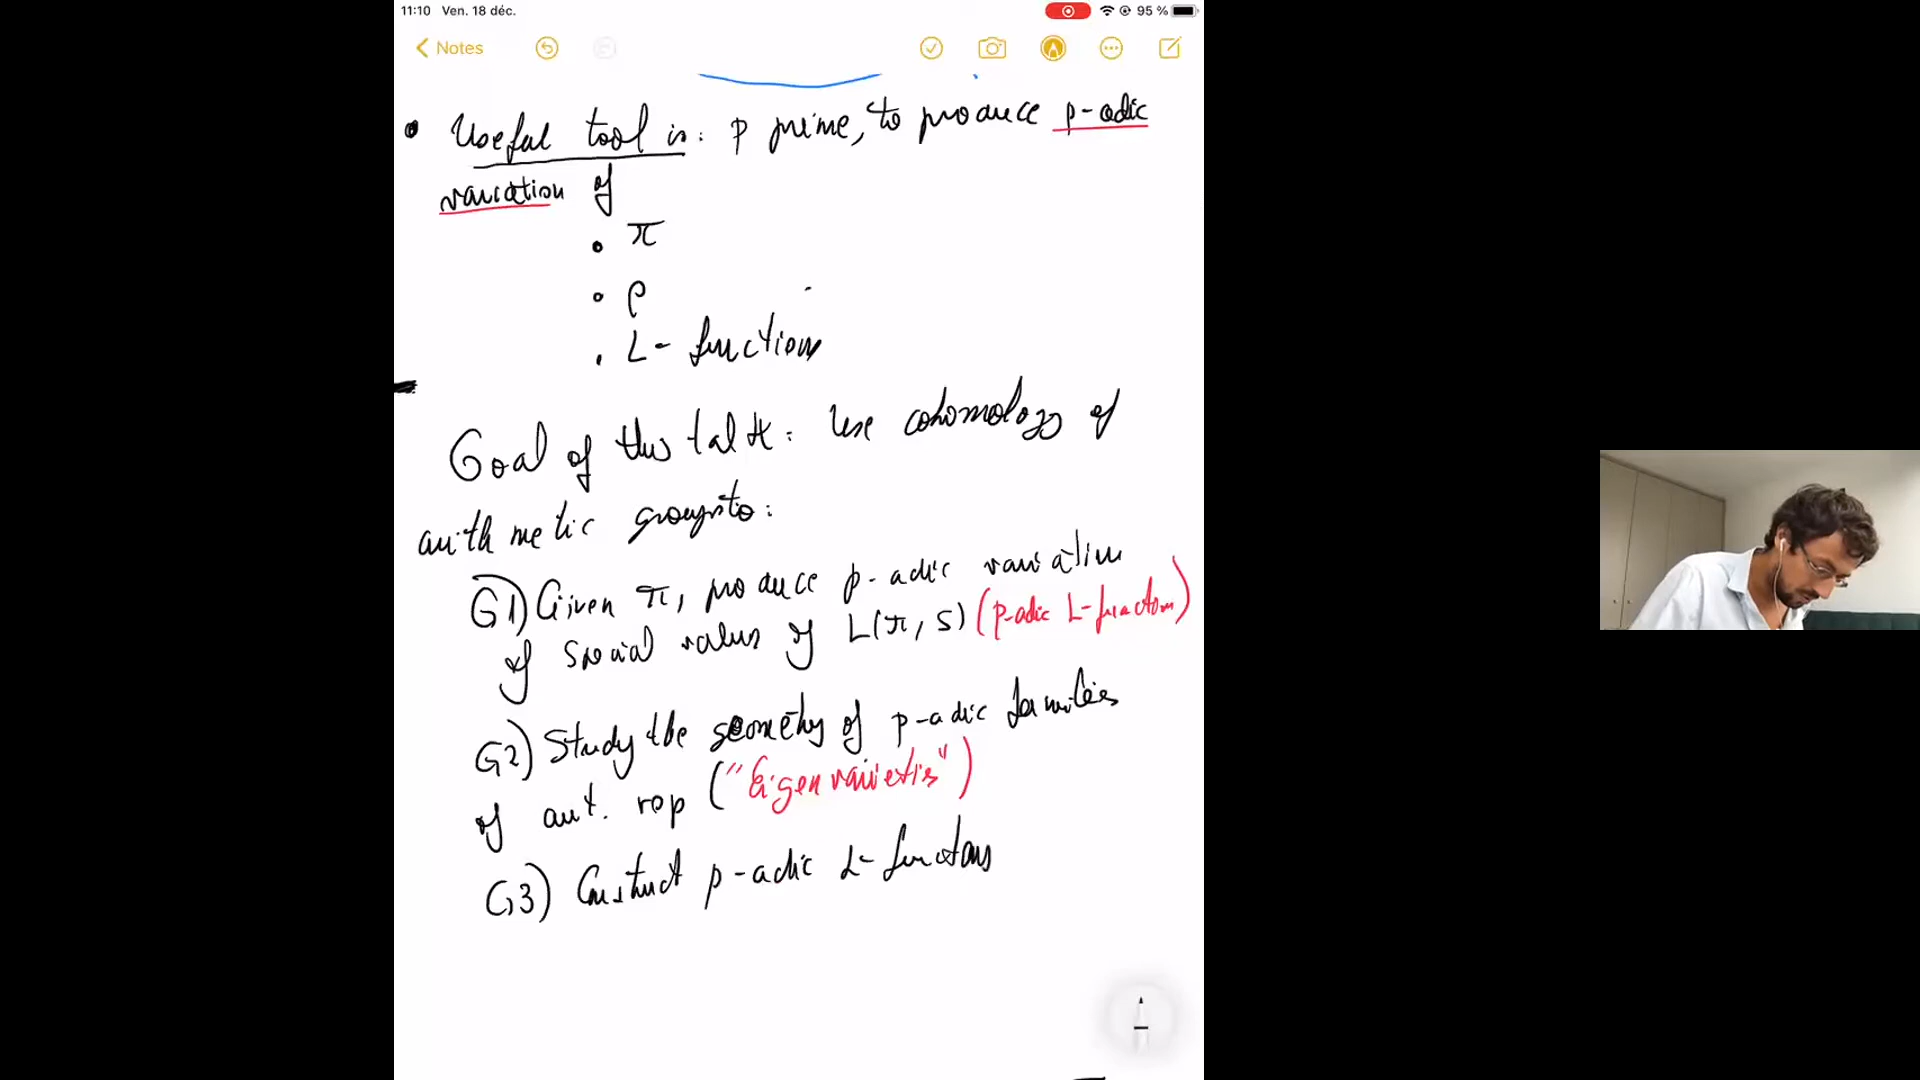 11:10 Ven. 18 déc. 95 %
Notes
• Useful tool is: p prime, to produce p-adic
variation of
• π
• ρ
• L-function
Goal of this talk: Use cohomology of
arithmetic groups to:
G1) Given π, produce p-adic variation
of special values of L(π, s) (p-adic L-function)
G2) Study the geometry of p-adic families
of aut. rep ("Eigenvarieties")
G3) Construct p-adic L-functions